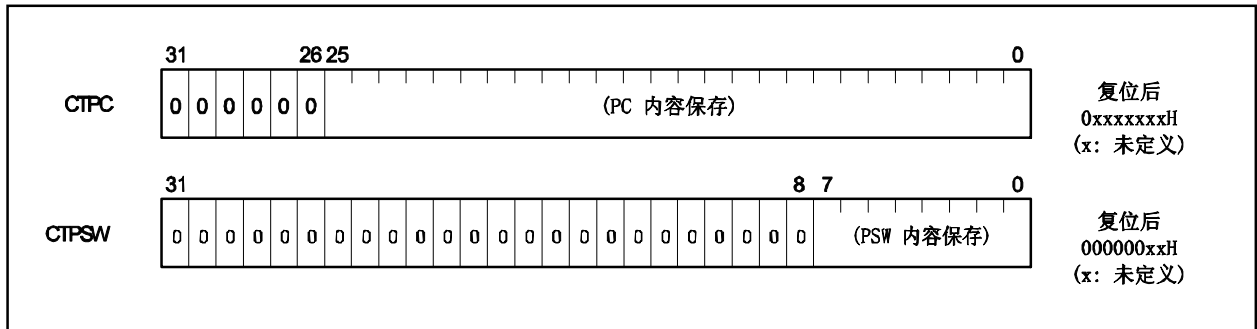 31 26 25 0
CTPC 0 0 0 0 0 0 (PC 内容保存)
复位后
0xxxxxxxH
(x: 未定义)
31 8 7 0
CTPSW 0 0 0 0 0 0 0 0 0 0 0 0 0 0 0 0 0 0 0 0 0 0 0 0 (PSW 内容保存)
复位后
000000xxH
(x: 未定义)